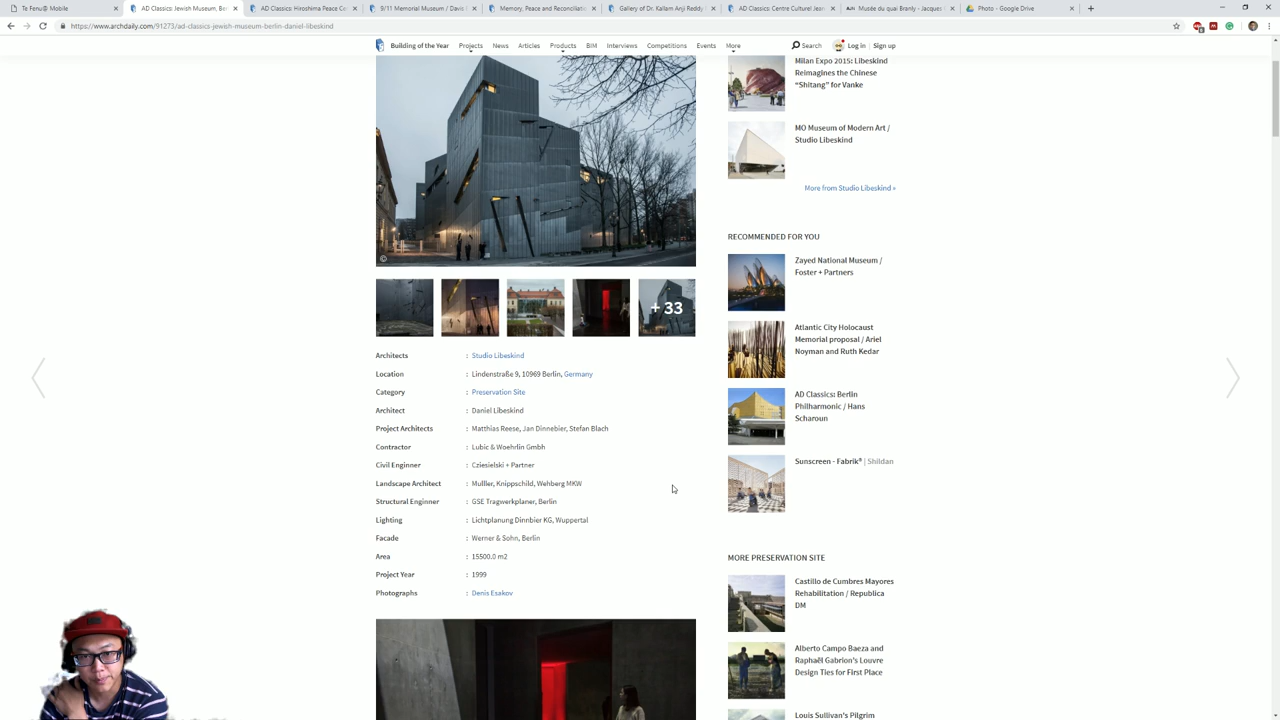 Te Fenu@ Mobile
AD Classics: Jewish Museum, Ber
AD Classics: Hiroshima Peace Ce
9/11 Memorial Museum / Davis B
Memory, Peace and Reconciliatio
Gallery of Dr. Kallam Anji Reddy
AD Classics: Centre Culturel Jean
Musée du quai Branly - Jacques
Photo - Google Drive
https://www.archdaily.com/91273/ad-classics-jewish-museum-berlin-daniel-libeskind
Building of the Year
Projects
News
Articles
Products
BIM
Interviews
Competitions
Events
More
Search
Log in
Sign up
Milan Expo 2015: Libeskind
Reimagines the Chinese
“Shitang” for Vanke
MO Museum of Modern Art /
Studio Libeskind
More from Studio Libeskind »
©
+ 33
Architects : Studio Libeskind
Location : Lindenstraße 9, 10969 Berlin, Germany
Category : Preservation Site
Architect : Daniel Libeskind
Project Architects : Matthias Reese, Jan Dinnebier, Stefan Blach
Contractor : Lubic & Woehrlin Gmbh
Civil Enginner : Cziesielski + Partner
Landscape Architect : Mulller, Knippschild, Wehberg MKW
Structural Enginner : GSE Tragwerkplaner, Berlin
Lighting : Lichtplanung Dinnbier KG, Wuppertal
Facade : Werner & Sohn, Berlin
Area : 15500.0 m2
Project Year : 1999
Photographs : Denis Esakov
RECOMMENDED FOR YOU
Zayed National Museum /
Foster + Partners
Atlantic City Holocaust
Memorial proposal / Ariel
Noyman and Ruth Kedar
AD Classics: Berlin
Philharmonic / Hans
Scharoun
Sunscreen - Fabrik® | Shildan
MORE PRESERVATION SITE
Castillo de Cumbres Mayores
Rehabilitation / Republica
DM
Alberto Campo Baeza and
Raphaël Gabrion's Louvre
Design Ties for First Place
Louis Sullivan's Pilgrim